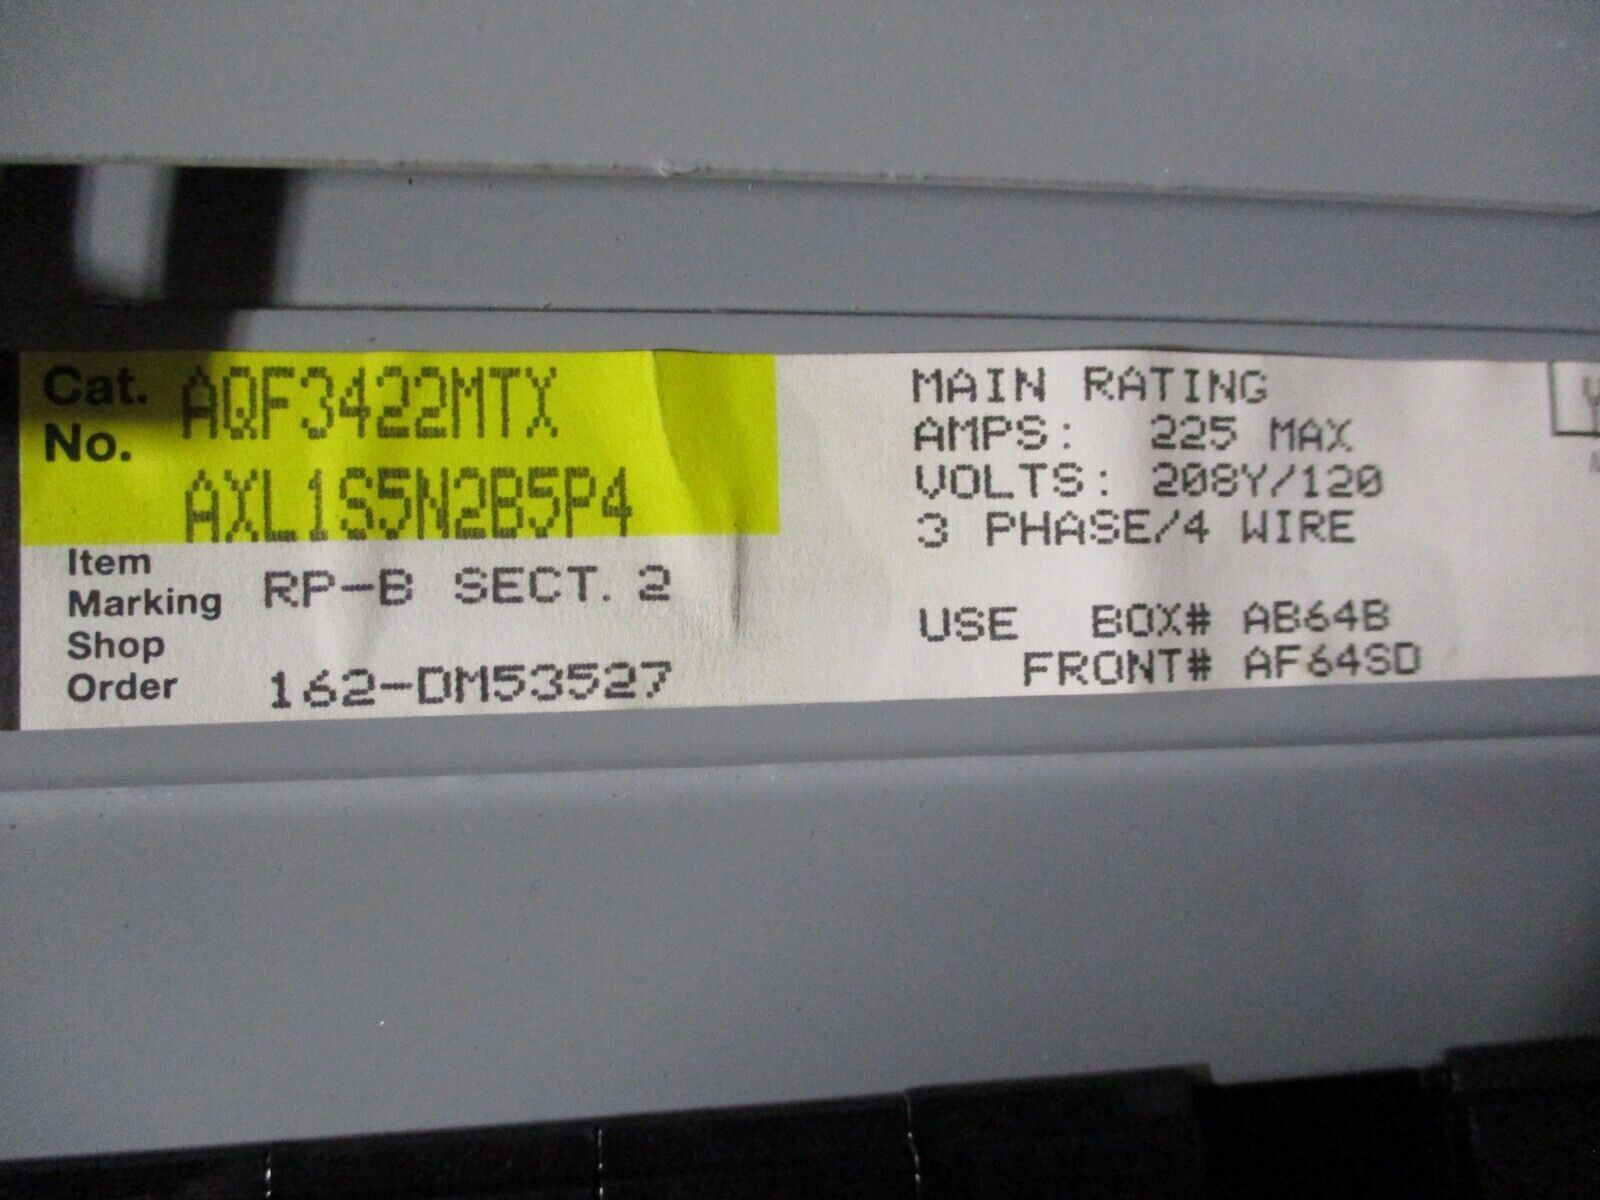 Cat. AQF3422MTX
No.
AXL1S5N2B5P4
Item
Marking RP-B SECT. 2
Shop
Order 162-DM53527
MAIN RATING
AMPS: 225 MAX
VOLTS: 208Y/120
3 PHASE/4 WIRE
USE BOX# AB64B
FRONT# AF64SD